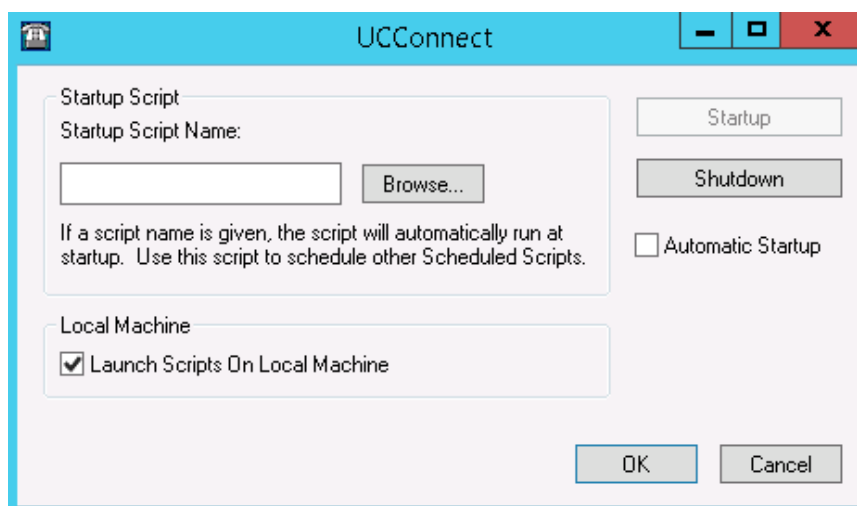 UCConnect
Startup Script
Startup Script Name:
Browse...
If a script name is given, the script will automatically run at
startup. Use this script to schedule other Scheduled Scripts.
Startup
Shutdown
Automatic Startup
Local Machine
Launch Scripts On Local Machine
OK
Cancel